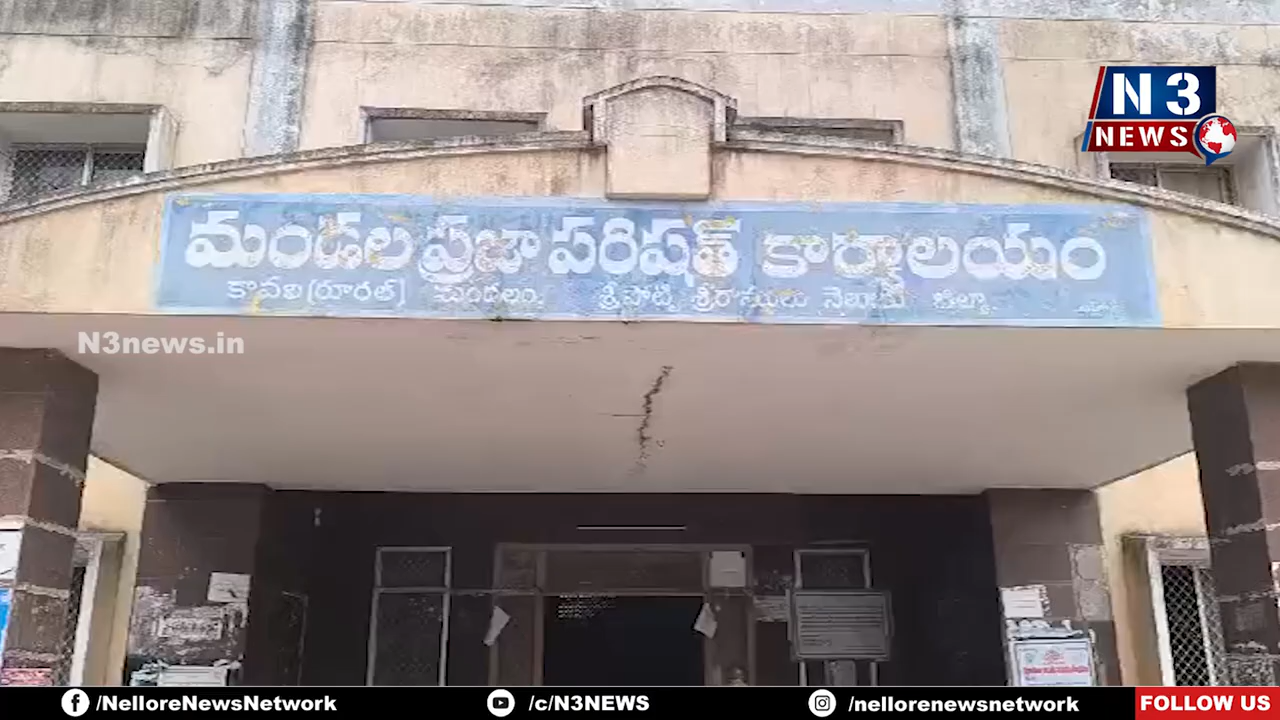 N3
NEWS
మండల ప్రజా పరిషత్ కార్యాలయం
కావలి (రూరల్) మండలం. శ్రీ పొట్టి శ్రీరాములు నెల్లూరు జిల్లా.
N3news.in
/NelloreNewsNetwork
/c/N3NEWS
/nellorenewsnetwork
FOLLOW US